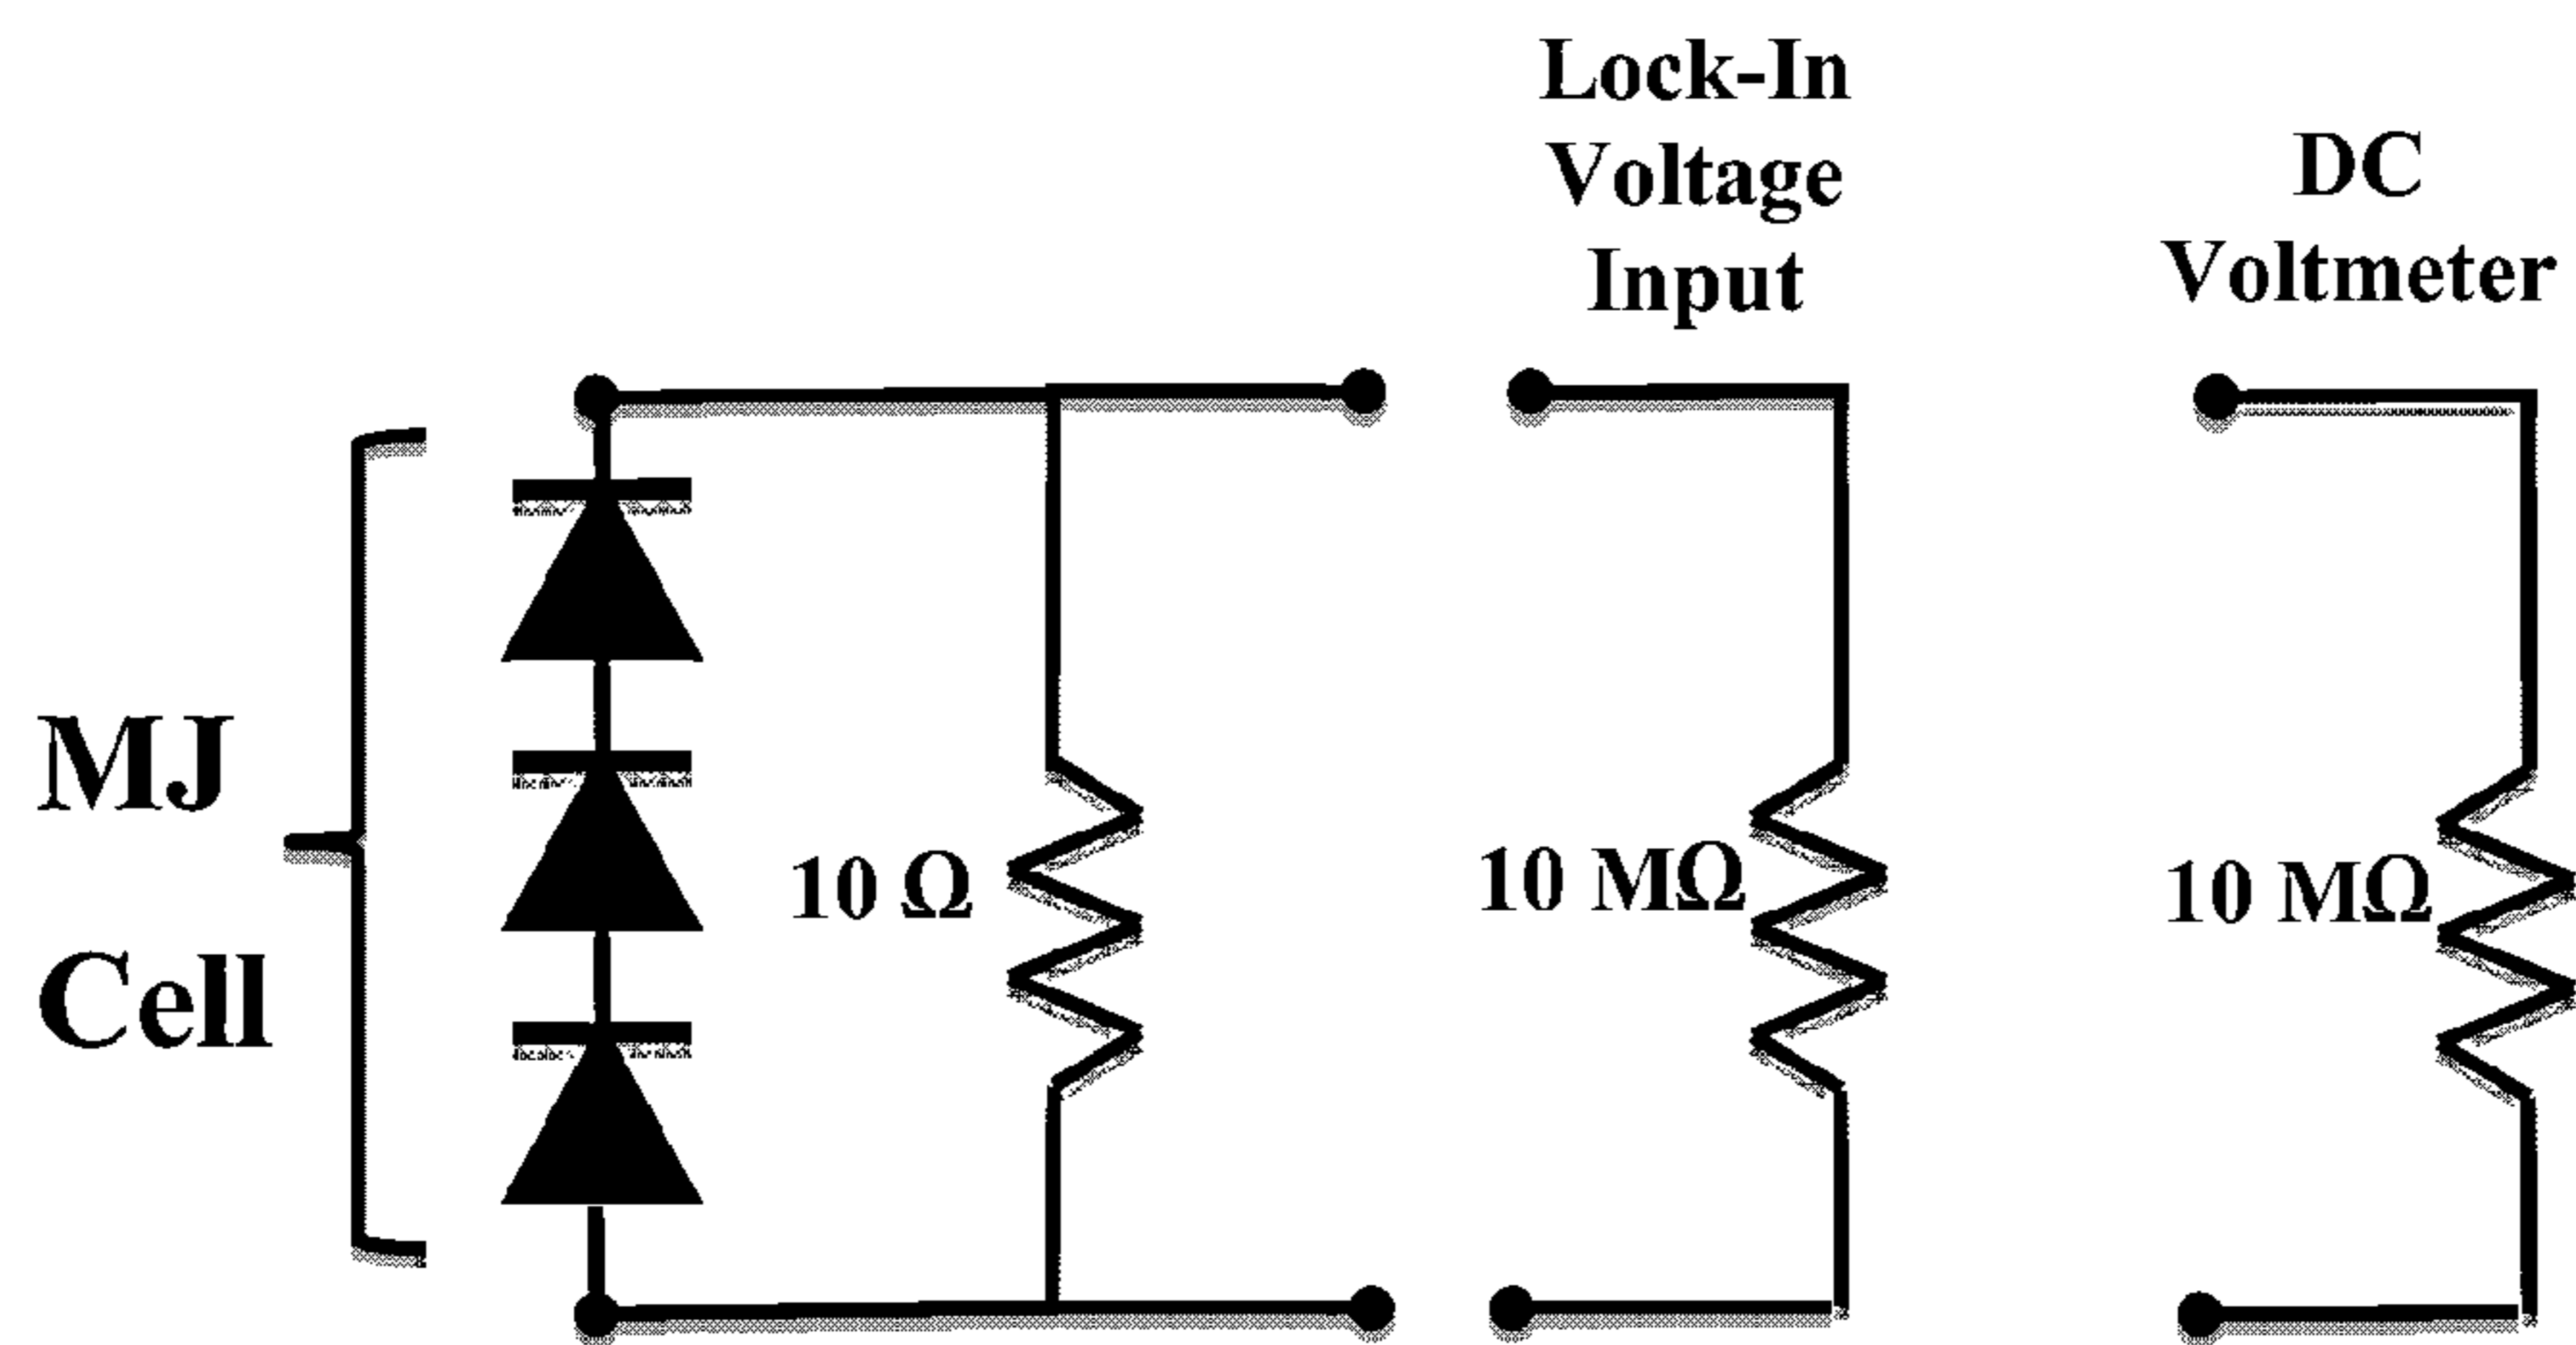 Lock-In
Voltage
Input
DC
Voltmeter
MJ
Cell
10 Ω
10 MΩ
10 MΩ